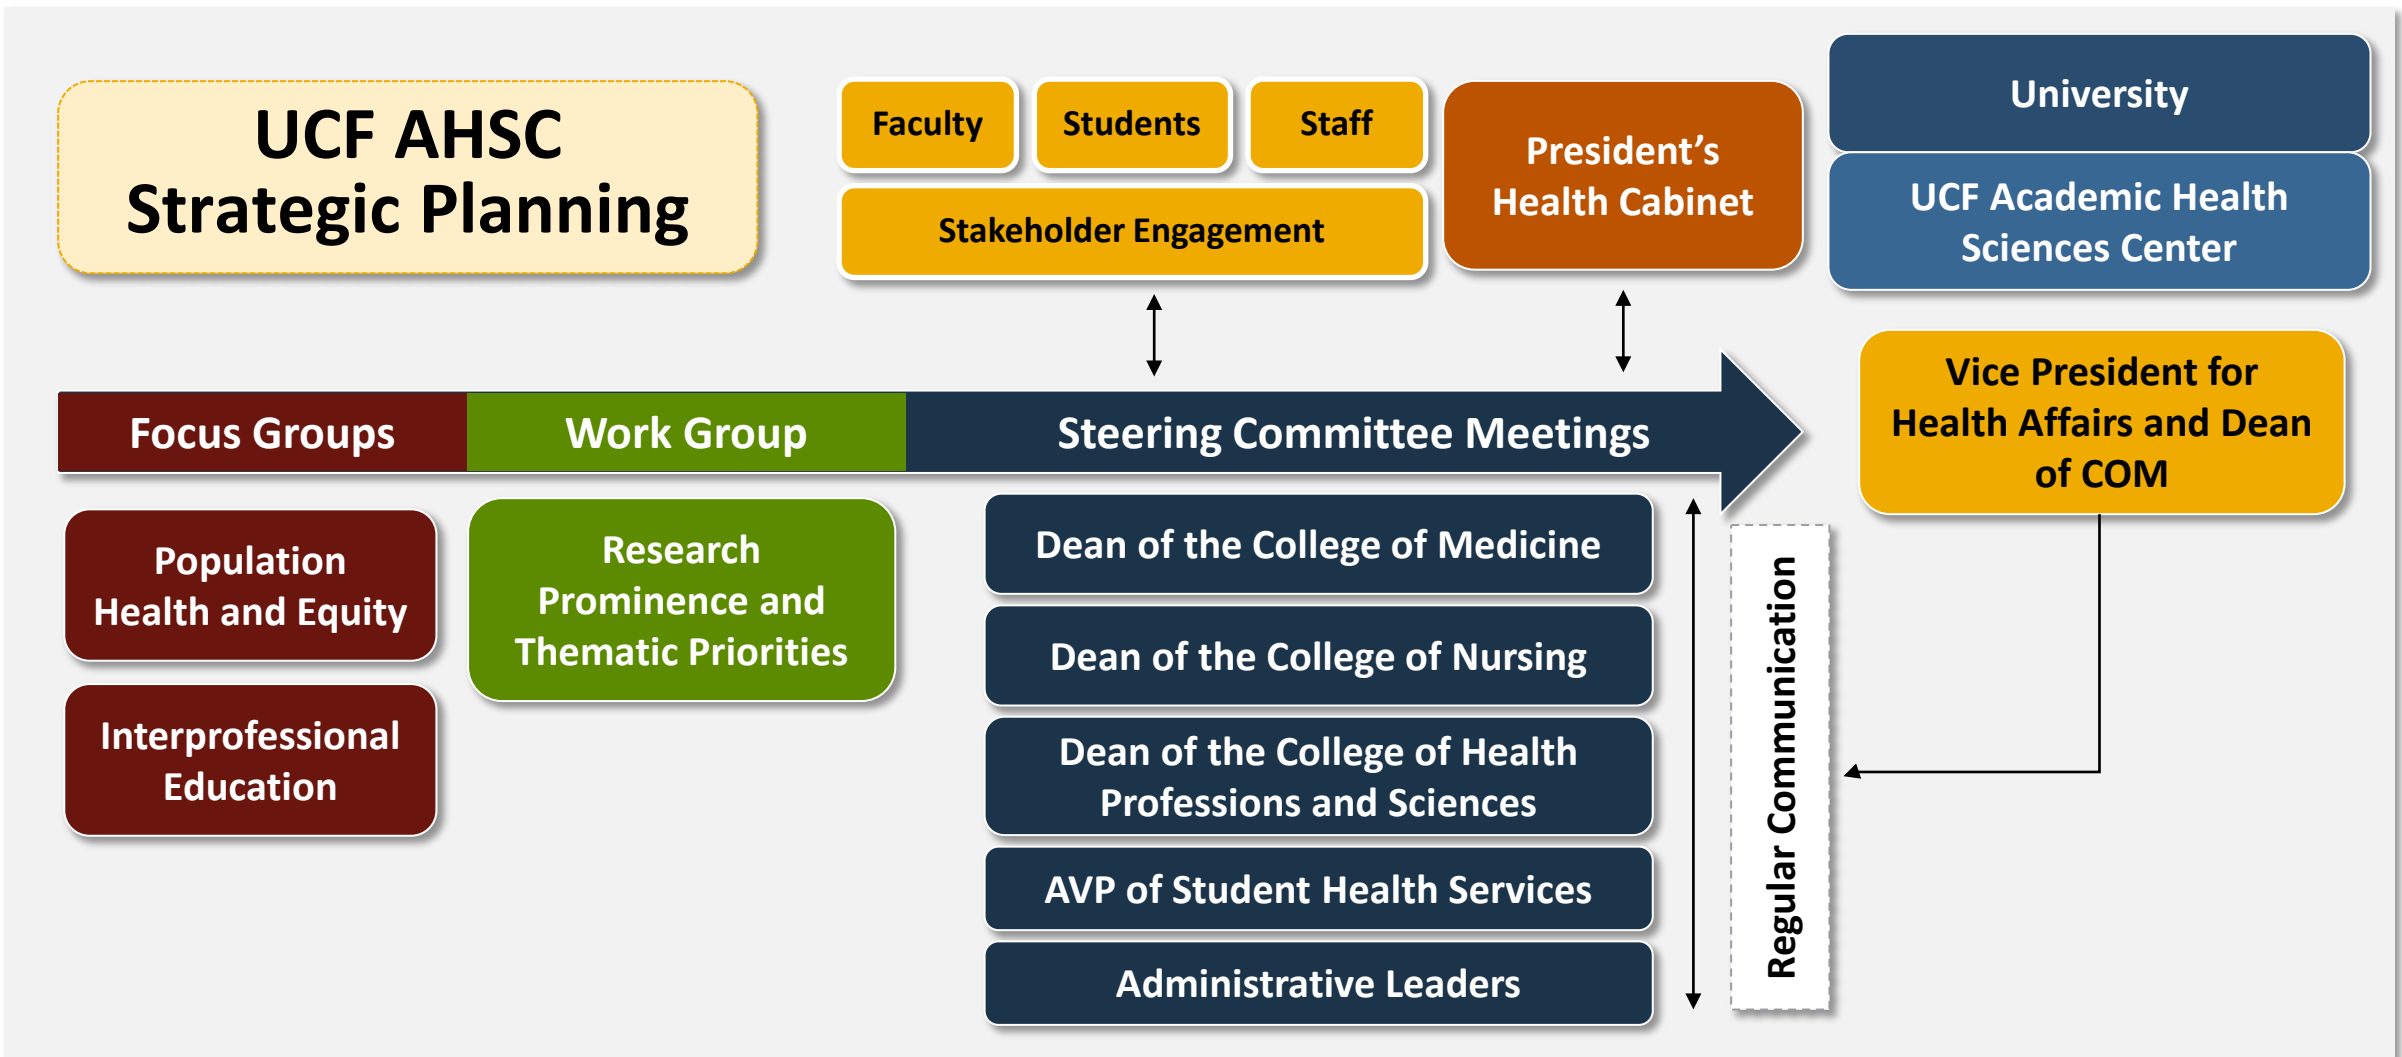 UCF AHSC
Strategic Planning
Faculty
Students
Staff
Stakeholder Engagement
President’s
Health Cabinet
University
UCF Academic Health
Sciences Center
Vice President for
Health Affairs and Dean
of COM
Focus Groups
Work Group
Steering Committee Meetings
Population
Health and Equity
Interprofessional
Education
Research
Prominence and
Thematic Priorities
Dean of the College of Medicine
Dean of the College of Nursing
Dean of the College of Health
Professions and Sciences
AVP of Student Health Services
Administrative Leaders
Regular Communication